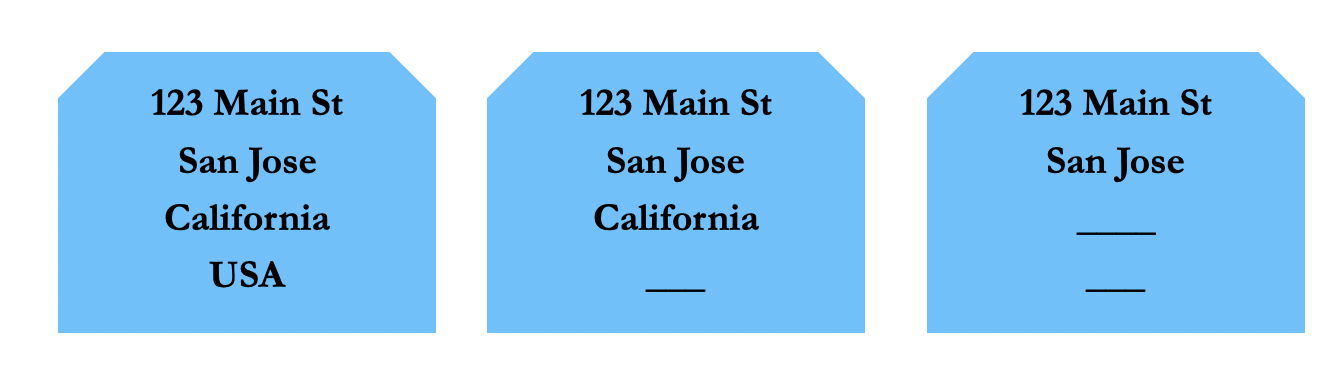 123 Main St
San Jose
California
USA
123 Main St
San Jose
California
___
123 Main St
San Jose
____
___